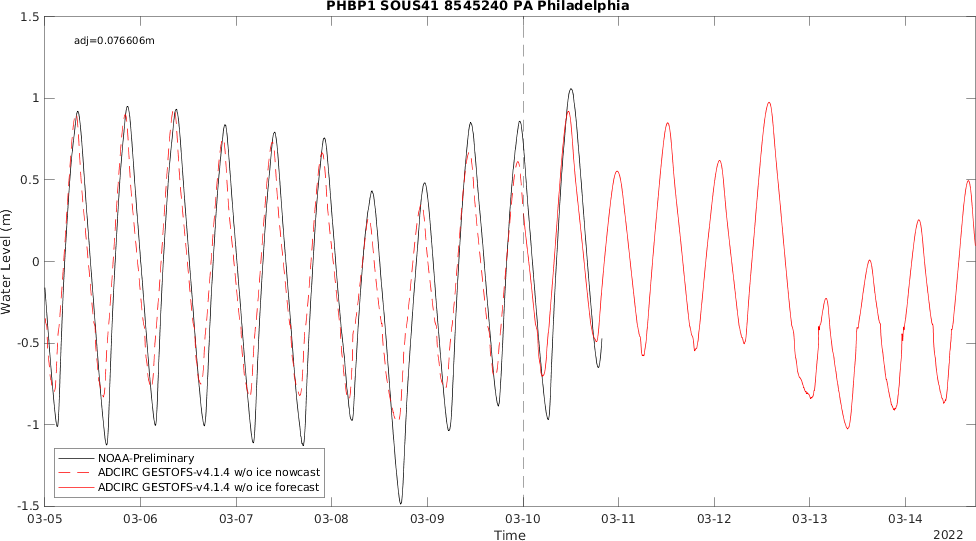 PHBP1 SOUS41 8545240 PA Philadelphia
adj=0.076606m
Water Level (m)
1.5
1
0.5
0
-0.5
-1
-1.5
NOAA-Preliminary
ADCIRC GESTOFS-v4.1.4 w/o ice nowcast
ADCIRC GESTOFS-v4.1.4 w/o ice forecast
03-05 03-06 03-07 03-08 03-09 03-10 03-11 03-12 03-13 03-14
Time
2022